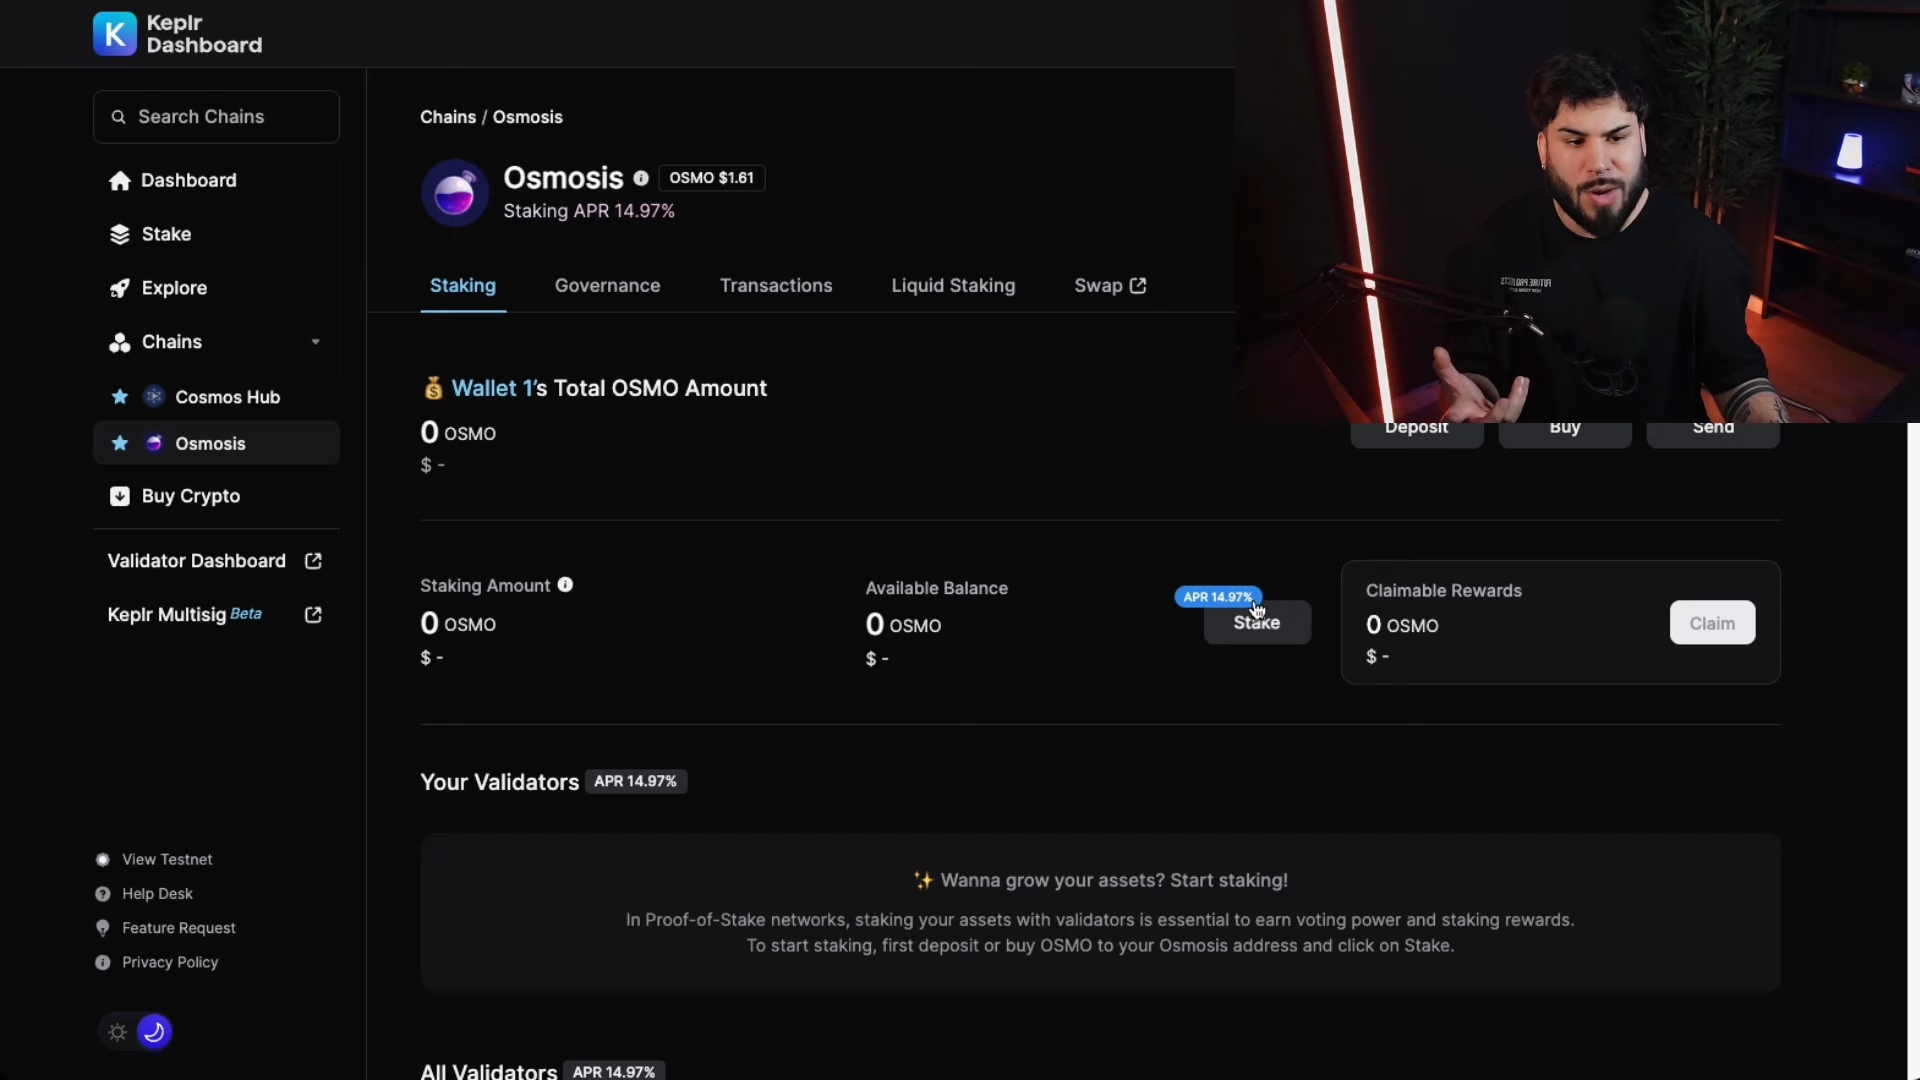 Keplr
Dashboard
Search Chains
Dashboard
Stake
Explore
Chains
Cosmos Hub
Osmosis
Buy Crypto
Validator Dashboard
Keplr Multisig Beta
View Testnet
Help Desk
Feature Request
Privacy Policy
Chains / Osmosis
Osmosis OSMO $1.61
Staking APR 14.97%
Staking Governance Transactions Liquid Staking Swap
Wallet 1's Total OSMO Amount
0 OSMO
$ -
Deposit Buy Send
Staking Amount
0 OSMO
$ -
Available Balance
0 OSMO
$ -
APR 14.97%
Stake
Claimable Rewards
0 OSMO
$ -
Claim
Your Validators APR 14.97%
✨ Wanna grow your assets? Start staking!
In Proof-of-Stake networks, staking your assets with validators is essential to earn voting power and staking rewards.
To start staking, first deposit or buy OSMO to your Osmosis address and click on Stake.
All Validators APR 14.97%